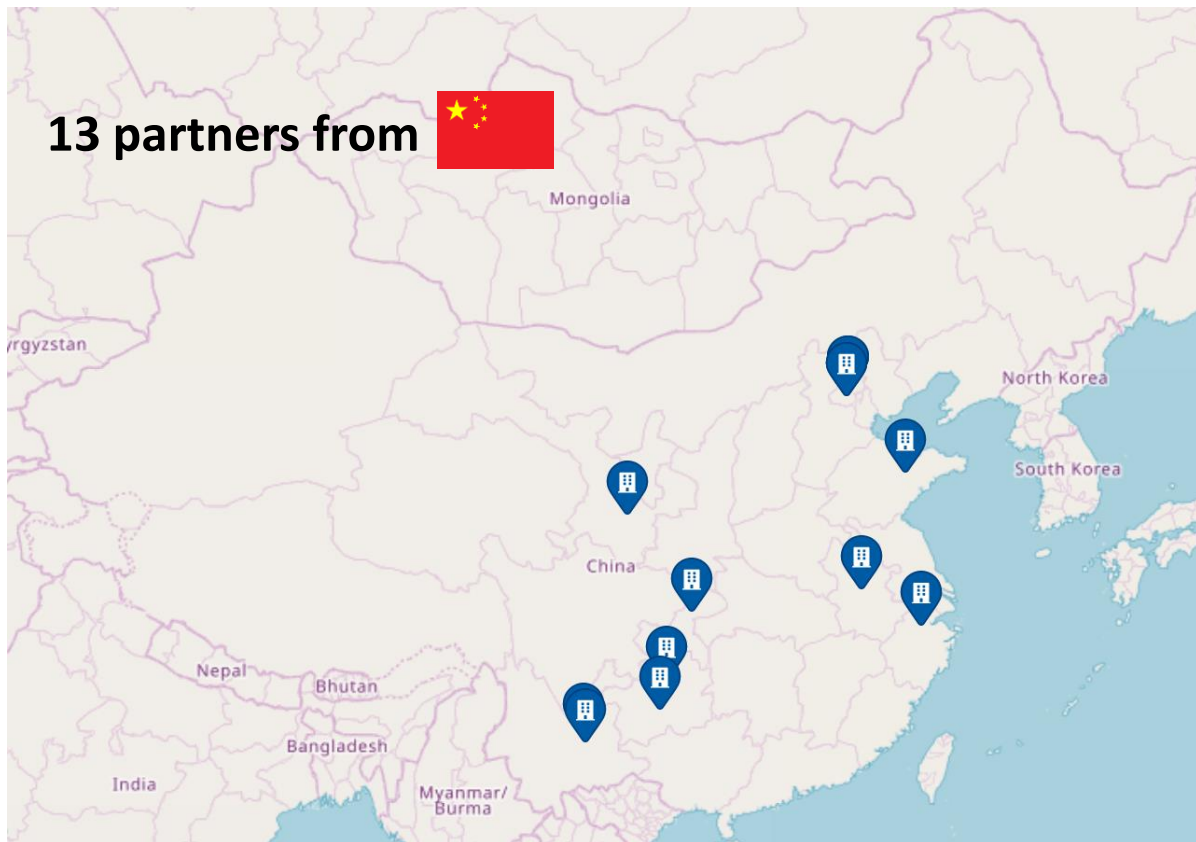 13 partners from
Mongolia
yrgyzstan
North Korea
South Korea
China
Nepal
Bhutan
Bangladesh
India
Myanmar/
Burma